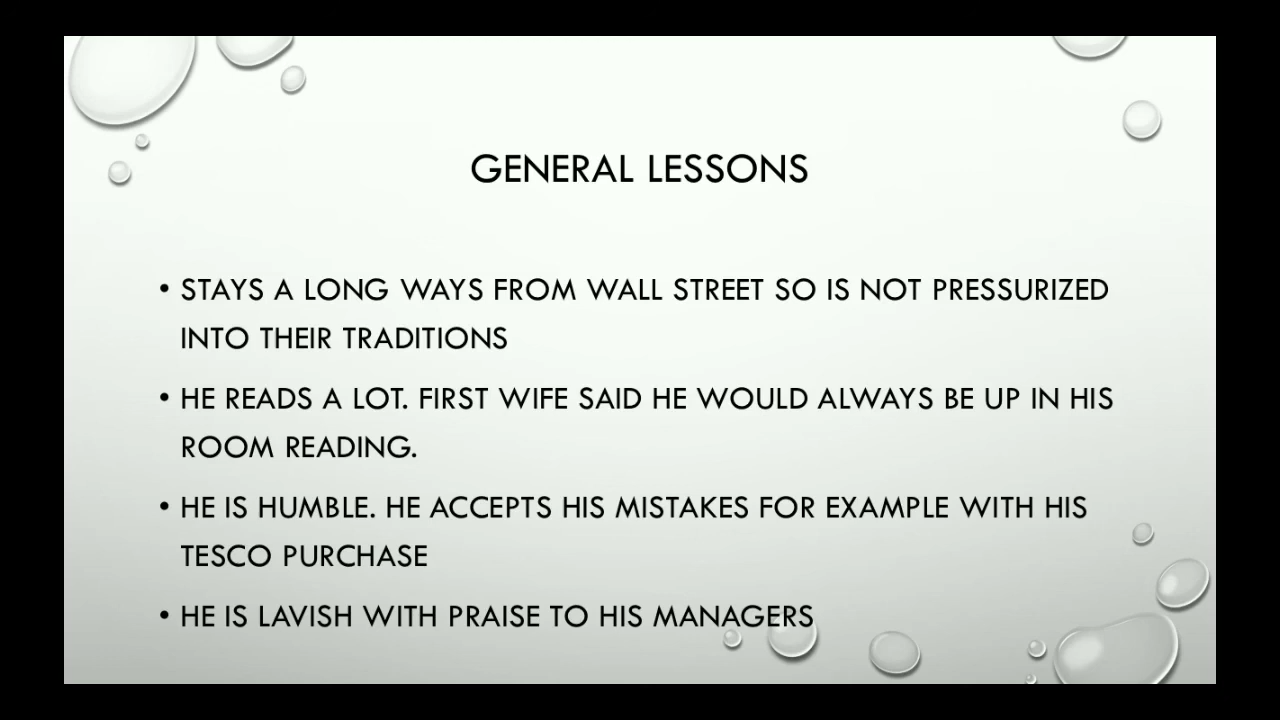 GENERAL LESSONS
• STAYS A LONG WAYS FROM WALL STREET SO IS NOT PRESSURIZED
INTO THEIR TRADITIONS
• HE READS A LOT. FIRST WIFE SAID HE WOULD ALWAYS BE UP IN HIS
ROOM READING.
• HE IS HUMBLE. HE ACCEPTS HIS MISTAKES FOR EXAMPLE WITH HIS
TESCO PURCHASE
• HE IS LAVISH WITH PRAISE TO HIS MANAGERS